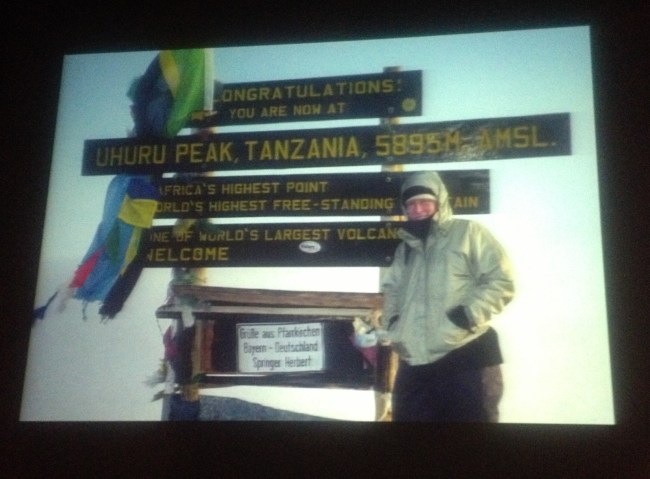 CONGRATULATIONS!
YOU ARE NOW AT
UHURU PEAK, TANZANIA, 5895M. AMSL.
AFRICA'S HIGHEST POINT
WORLD'S HIGHEST FREE-STANDING TAIN
ONE OF WORLD'S LARGEST VOLCAN
WELCOME
Grüße aus Pfarrkirchen
Bayern - Deutschland
Springer Herbert